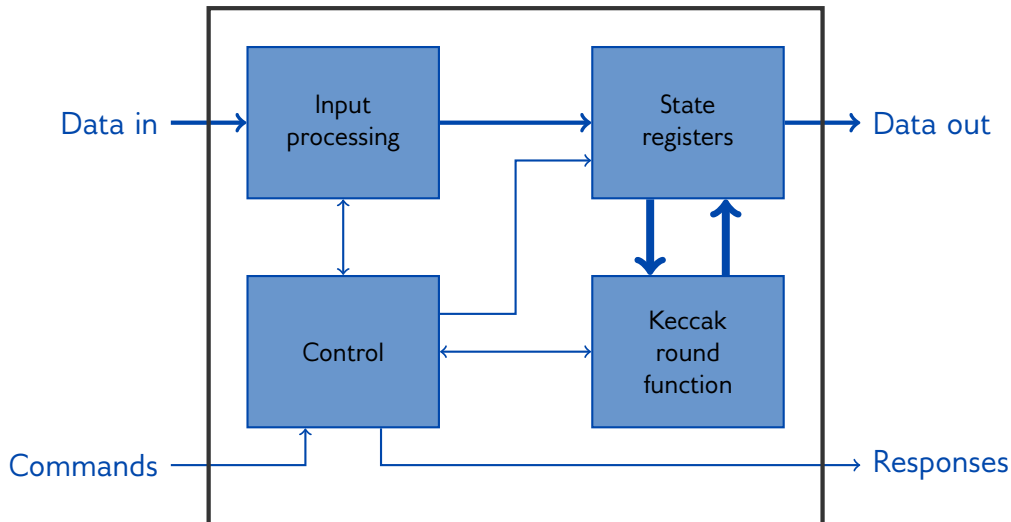 Data in
Input
processing
State
registers
Data out
Control
Keccak
round
function
Commands
Responses